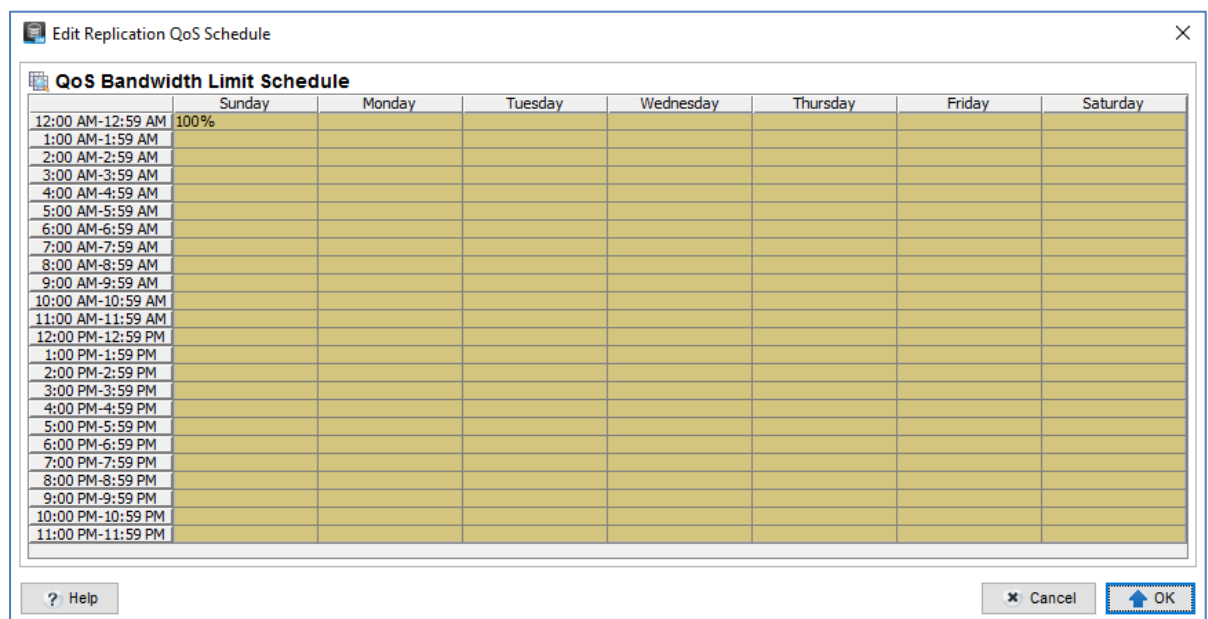 Edit Replication QoS Schedule
QoS Bandwidth Limit Schedule
Sunday Monday Tuesday Wednesday Thursday Friday Saturday
12:00 AM-12:59 AM 100%
1:00 AM-1:59 AM
2:00 AM-2:59 AM
3:00 AM-3:59 AM
4:00 AM-4:59 AM
5:00 AM-5:59 AM
6:00 AM-6:59 AM
7:00 AM-7:59 AM
8:00 AM-8:59 AM
9:00 AM-9:59 AM
10:00 AM-10:59 AM
11:00 AM-11:59 AM
12:00 PM-12:59 PM
1:00 PM-1:59 PM
2:00 PM-2:59 PM
3:00 PM-3:59 PM
4:00 PM-4:59 PM
5:00 PM-5:59 PM
6:00 PM-6:59 PM
7:00 PM-7:59 PM
8:00 PM-8:59 PM
9:00 PM-9:59 PM
10:00 PM-10:59 PM
11:00 PM-11:59 PM
? Help Cancel OK